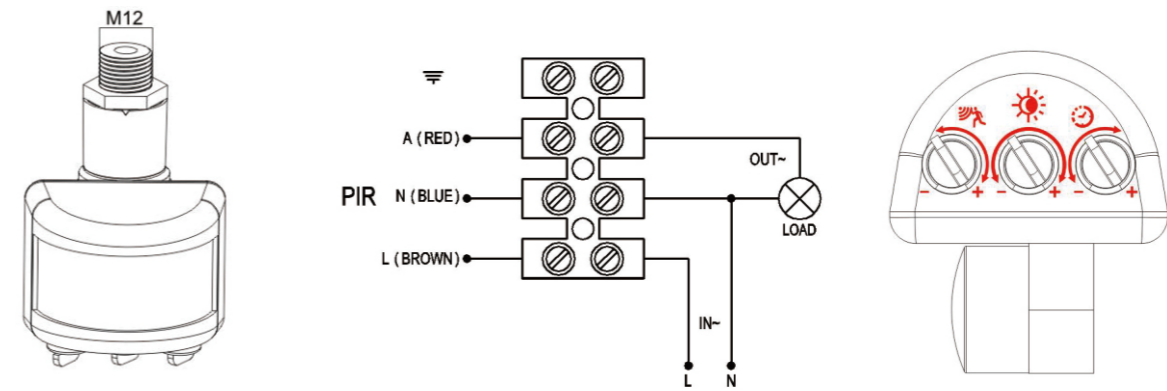 M12
A (RED)
OUT~
PIR
N (BLUE)
LOAD
L (BROWN)
IN~
L
N
- +
- +
- +